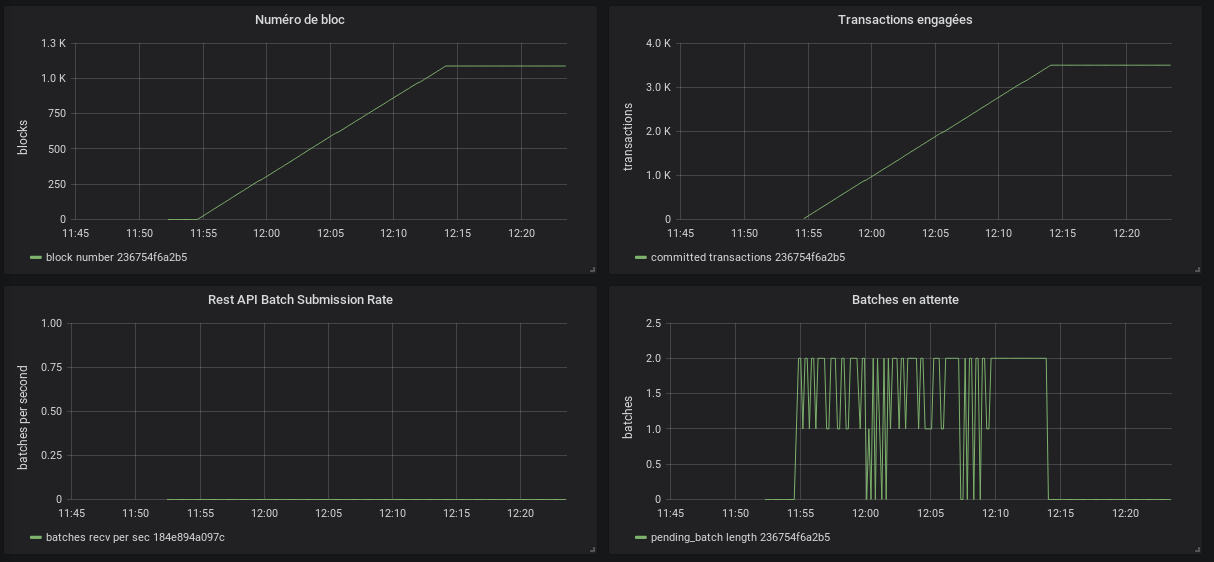 Numéro de bloc
1.3 K
1.0 K
750
500
250
0
blocks
11:45 11:50 11:55 12:00 12:05 12:10 12:15 12:20
block number 236754f6a2b5
Transactions engagées
4.0 K
3.0 K
2.0 K
1.0 K
0
transactions
11:45 11:50 11:55 12:00 12:05 12:10 12:15 12:20
committed transactions 236754f6a2b5
Rest API Batch Submission Rate
1.00
0.75
0.50
0.25
0
batches per second
11:45 11:50 11:55 12:00 12:05 12:10 12:15 12:20
batches recv per sec 184e894a097c
Batches en attente
2.5
2.0
1.5
1.0
0.5
0
batches
11:45 11:50 11:55 12:00 12:05 12:10 12:15 12:20
pending_batch length 236754f6a2b5